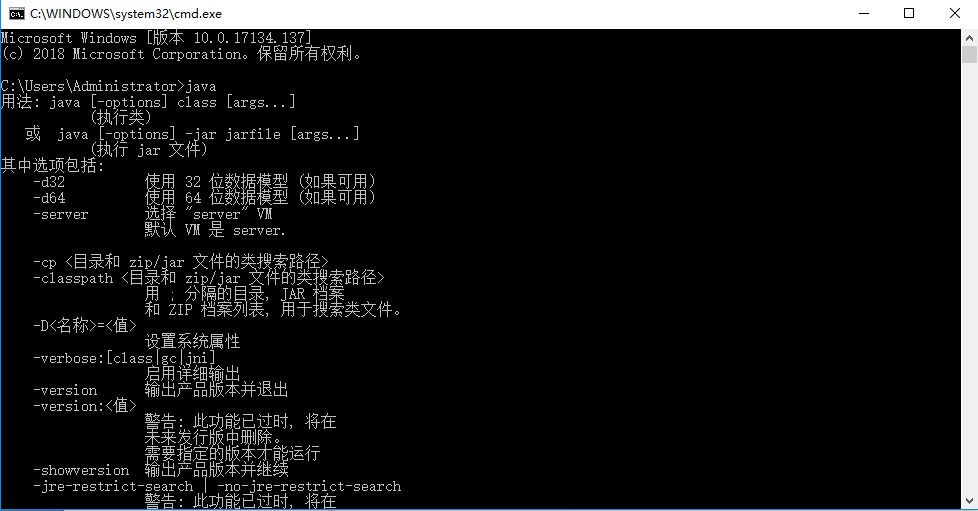 C:\WINDOWS\system32\cmd.exe
Microsoft Windows [版本 10.0.17134.137]
(c) 2018 Microsoft Corporation。保留所有权利。
C:\Users\Administrator>java
用法: java [-options] class [args...]
(执行类)
或  java [-options] -jar jarfile [args...]
(执行 jar 文件)
其中选项包括:
-d32          使用 32 位数据模型 (如果可用)
-d64          使用 64 位数据模型 (如果可用)
-server       选择 "server" VM
默认 VM 是 server.
-cp <目录和 zip/jar 文件的类搜索路径>
-classpath <目录和 zip/jar 文件的类搜索路径>
用 ; 分隔的目录, JAR 档案
和 ZIP 档案列表, 用于搜索类文件。
-D<名称>=<值>
设置系统属性
-verbose:[class|gc|jni]
启用详细输出
-version      输出产品版本并退出
-version:<值>
警告: 此功能已过时, 将在
未来发行版中删除。
需要指定的版本才能运行
-showversion  输出产品版本并继续
-jre-restrict-search | -no-jre-restrict-search
警告: 此功能已过时, 将在